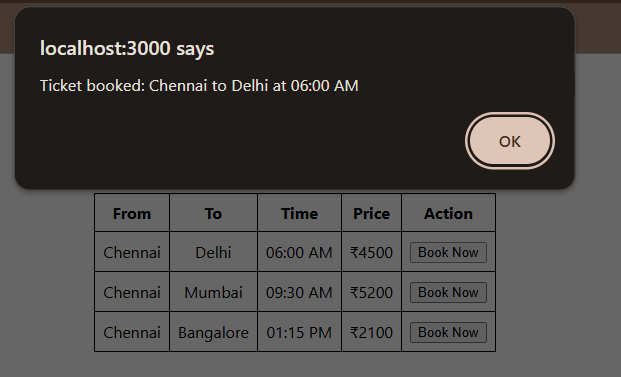 localhost:3000 says
Ticket booked: Chennai to Delhi at 06:00 AM
OK
From To Time Price Action
Chennai Delhi 06:00 AM ₹4500 Book Now
Chennai Mumbai 09:30 AM ₹5200 Book Now
Chennai Bangalore 01:15 PM ₹2100 Book Now